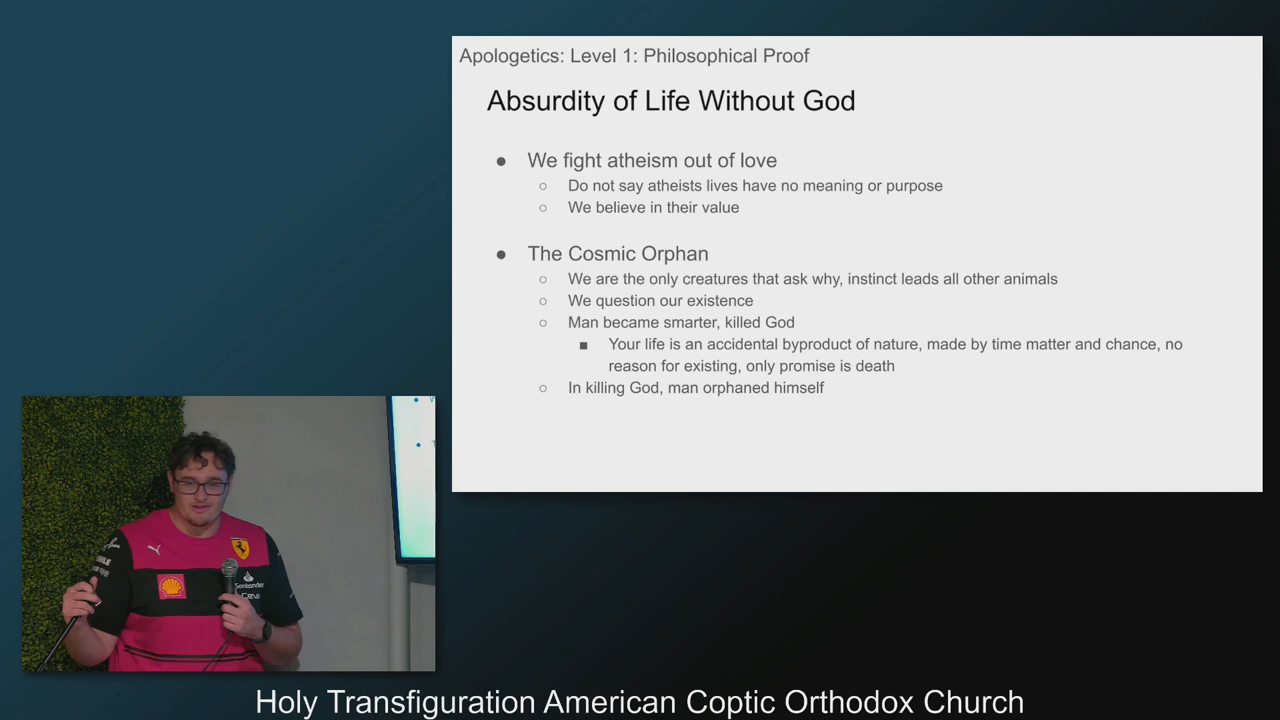 Apologetics: Level 1: Philosophical Proof
Absurdity of Life Without God
● We fight atheism out of love
○ Do not say atheists lives have no meaning or purpose
○ We believe in their value
● The Cosmic Orphan
○ We are the only creatures that ask why, instinct leads all other animals
○ We question our existence
○ Man became smarter, killed God
■ Your life is an accidental byproduct of nature, made by time matter and chance, no
reason for existing, only promise is death
○ In killing God, man orphaned himself
Santander
Holy Transfiguration American Coptic Orthodox Church